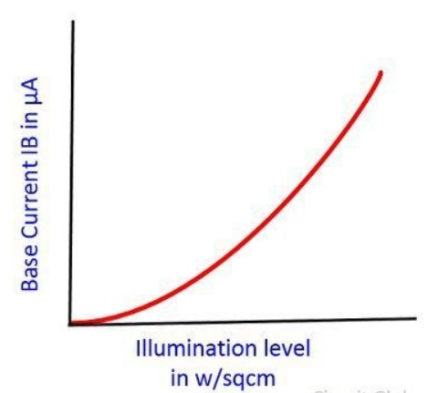 Base Current IB in µA
Illumination level
in w/sqcm